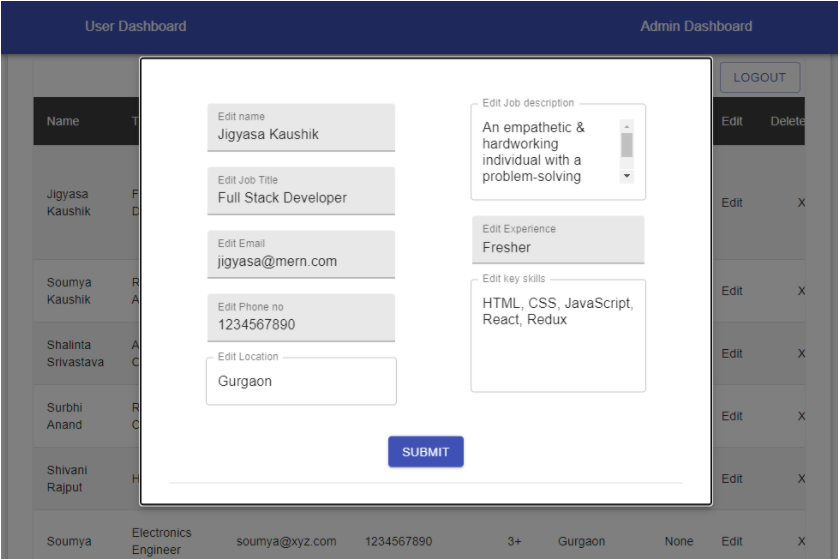 User Dashboard Admin Dashboard
LOGOUT
Name Edit Delete
Edit name
Jigyasa Kaushik
Edit Job Title
Full Stack Developer
Edit Email
jigyasa@mern.com
Edit Phone no
1234567890
Edit Location
Gurgaon
Edit Job description
An empathetic &
hardworking
individual with a
problem-solving
Edit Experience
Fresher
Edit key skills
HTML, CSS, JavaScript,
React, Redux
SUBMIT
Jigyasa
Kaushik
Edit X
Soumya
Kaushik
Edit X
Shalinta
Srivastava
Edit X
Surbhi
Anand
Edit X
Shivani
Rajput
Edit X
Soumya Electronics
Engineer
soumya@xyz.com 1234567890 3+ Gurgaon None Edit X